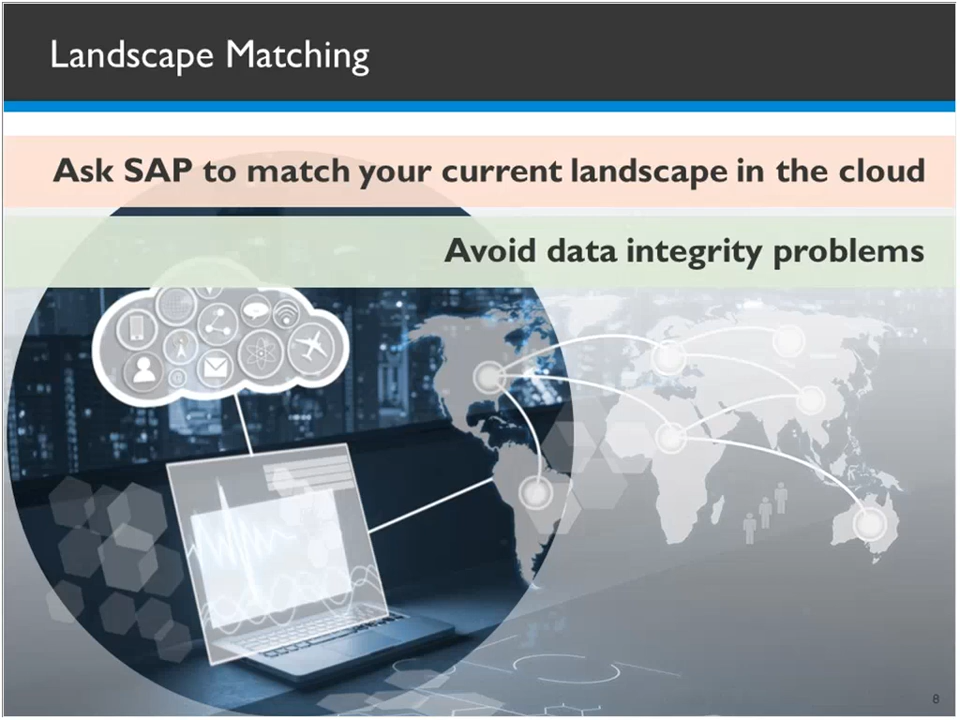 Landscape Matching
Ask SAP to match your current landscape in the cloud
Avoid data integrity problems
8